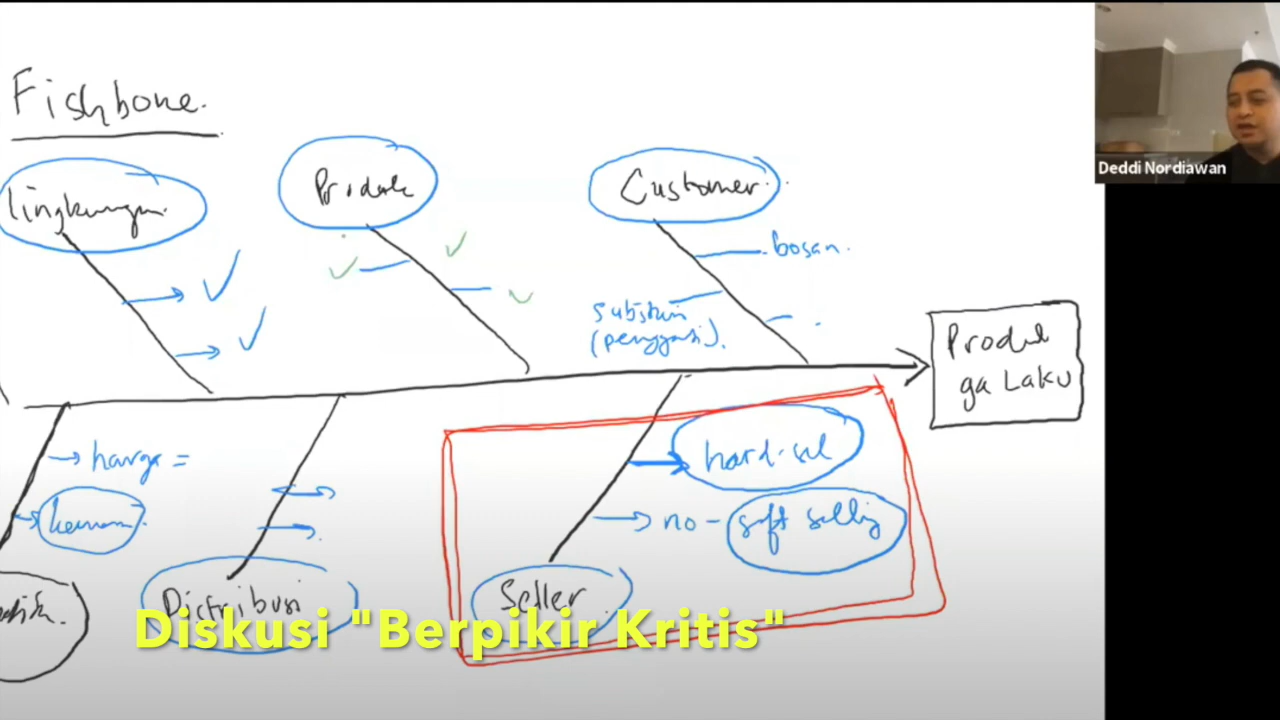 Fishbone.
Deddi Nordiawan
lingkungan
Produk
Customer.
bosan.
substitusi
(pengganti).
Produk
ga Laku
harga =
hard-sel
no - soft selling
Distribusi
Seller
Diskusi "Berpikir Kritis"